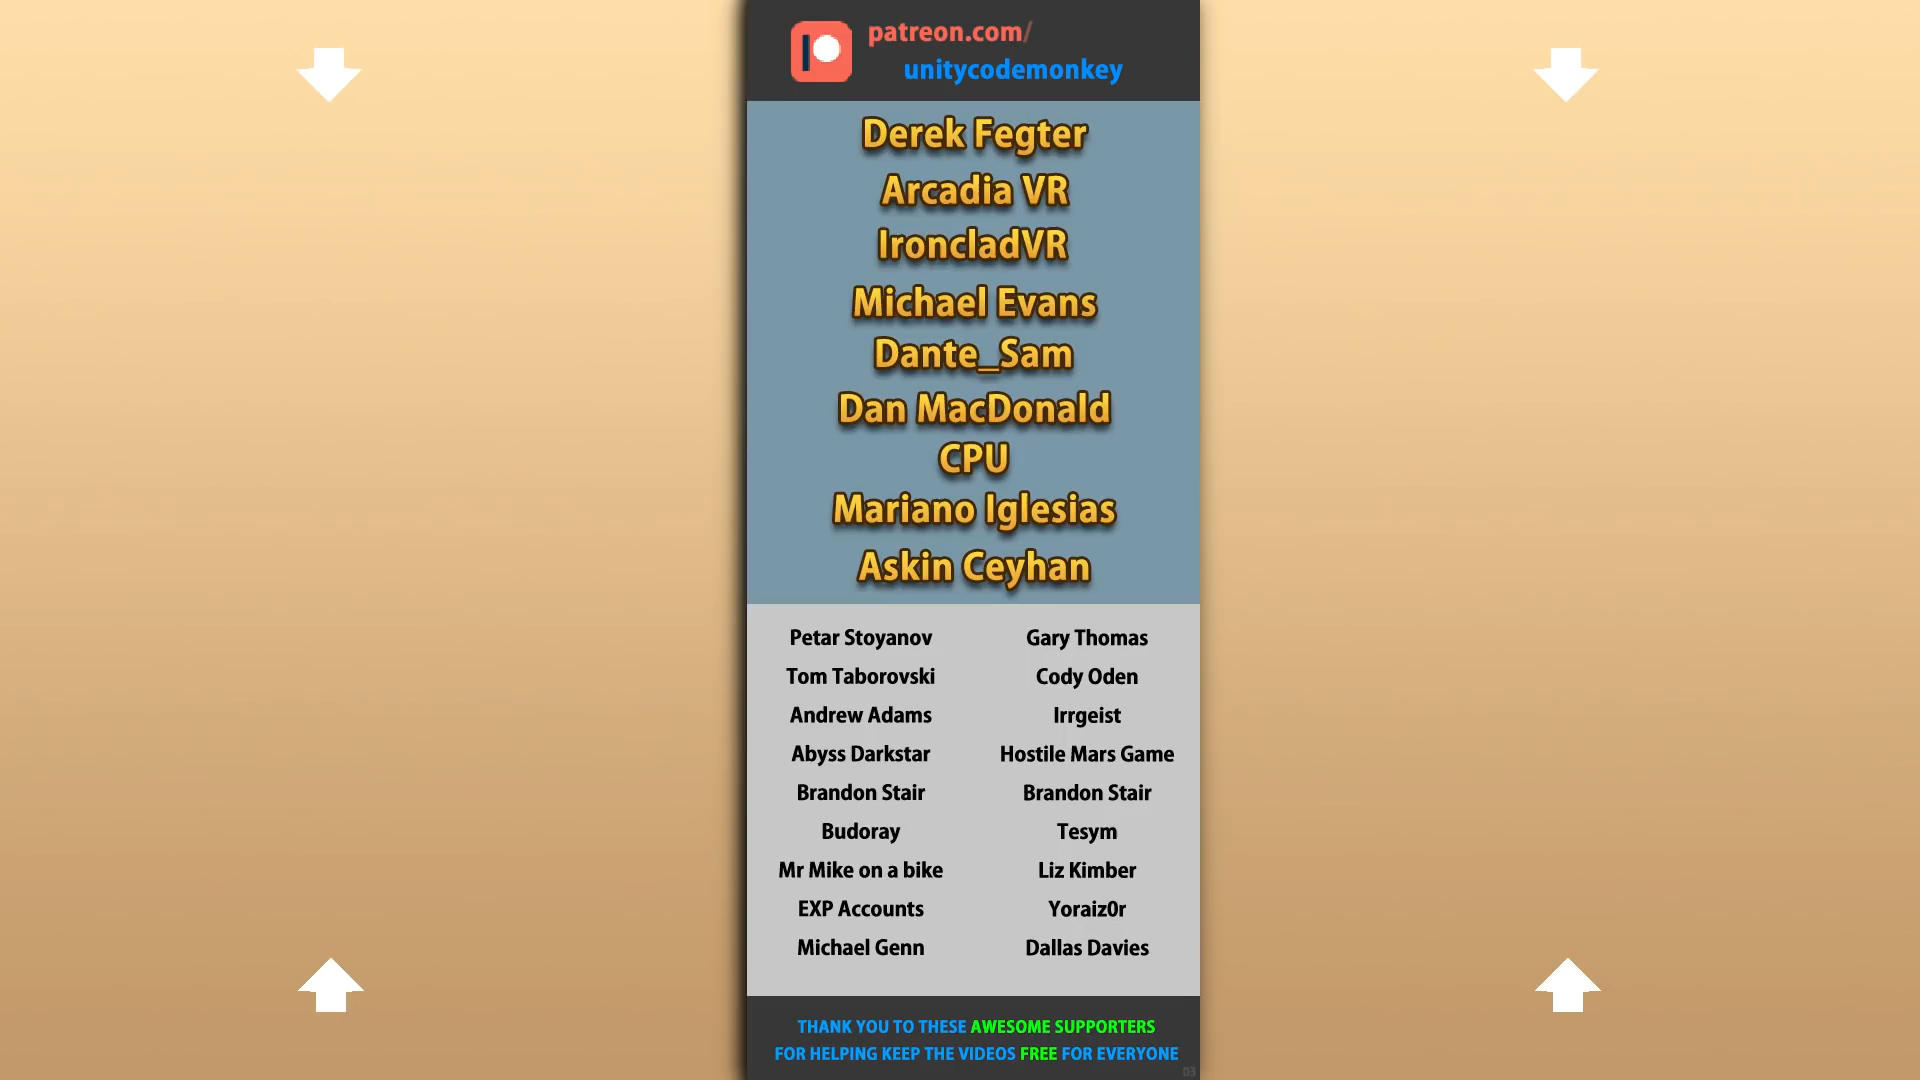 patreon.com/
unitycodemonkey
Derek Fegter
Arcadia VR
IroncladVR
Michael Evans
Dante_Sam
Dan MacDonald
CPU
Mariano Iglesias
Askin Ceyhan
Petar Stoyanov
Tom Taborovski
Andrew Adams
Abyss Darkstar
Brandon Stair
Budoray
Mr Mike on a bike
EXP Accounts
Michael Genn
Gary Thomas
Cody Oden
Irrgeist
Hostile Mars Game
Brandon Stair
Tesym
Liz Kimber
Yoraiz0r
Dallas Davies
THANK YOU TO THESE AWESOME SUPPORTERS
FOR HELPING KEEP THE VIDEOS FREE FOR EVERYONE
03